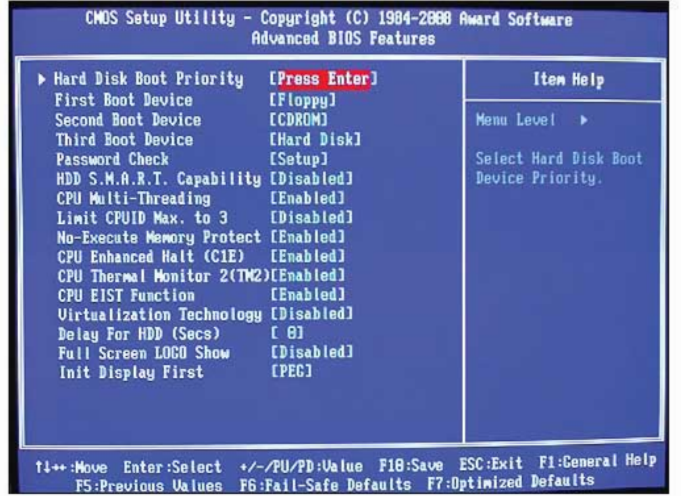 CMOS Setup Utility - Copyright (C) 1984-2008 Award Software
Advanced BIOS Features
▶ Hard Disk Boot Priority [Press Enter]
First Boot Device [Floppy]
Second Boot Device [CDROM]
Third Boot Device [Hard Disk]
Password Check [Setup]
HDD S.M.A.R.T. Capability [Disabled]
CPU Multi-Threading [Enabled]
Limit CPUID Max. to 3 [Disabled]
No-Execute Memory Protect [Enabled]
CPU Enhanced Halt (C1E) [Enabled]
CPU Thermal Monitor 2(TM2)[Enabled]
CPU EIST Function [Enabled]
Virtualization Technology [Disabled]
Delay For HDD (Secs) [ 0]
Full Screen LOGO Show [Disabled]
Init Display First [PEG]
Item Help
Menu Level ▶
Select Hard Disk Boot
Device Priority.
↑↓→←:Move Enter:Select +/-/PU/PD:Value F10:Save ESC:Exit F1:General Help
F5:Previous Values F6:Fail-Safe Defaults F7:Optimized Defaults